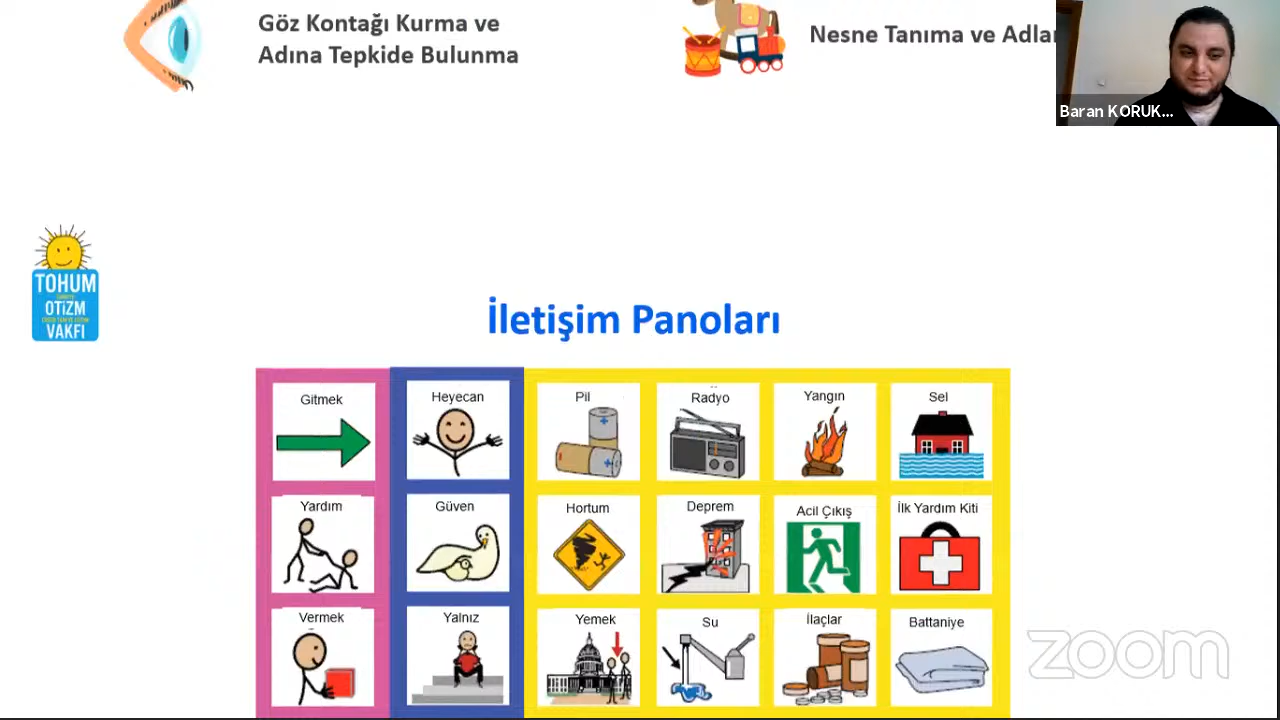 Göz Kontağı Kurma ve
Adına Tepkide Bulunma
Nesne Tanıma ve Adlan
Baran KORUK...
TOHUM
OTİZM
VAKFI
İletişim Panoları
Gitmek
Heyecan
Pil
Radyo
Yangın
Sel
Yardım
Güven
Hortum
Deprem
Acil Çıkış
İlk Yardım Kiti
Vermek
Yalnız
Yemek
Su
İlaçlar
Battaniye
zoom